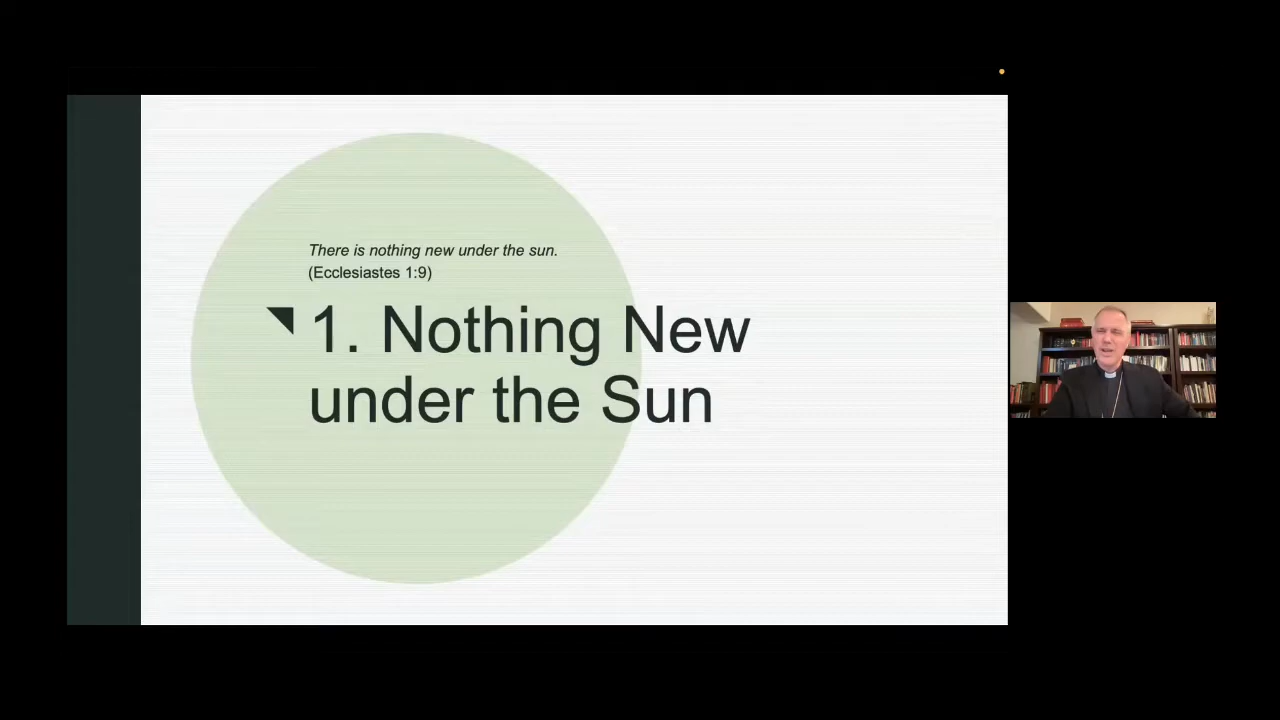 There is nothing new under the sun.
(Ecclesiastes 1:9)
1. Nothing New
under the Sun